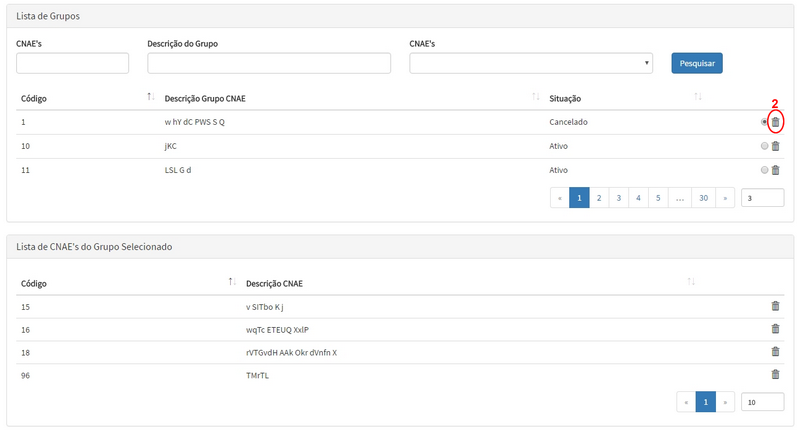 Lista de Grupos
CNAE's Descrição do Grupo CNAE's
Pesquisar
Código Descrição Grupo CNAE Situação
2
1 w hY dC PWS S Q Cancelado
10 jKC Ativo
11 LSL G d Ativo
« 1 2 3 4 5 ... 30 » 3
Lista de CNAE's do Grupo Selecionado
Código Descrição CNAE
15 v SITbo K j
16 wqTc ETEUQ XxlP
18 rVTGvdH AAk Okr dVnfn X
96 TMrTL
« 1 » 10